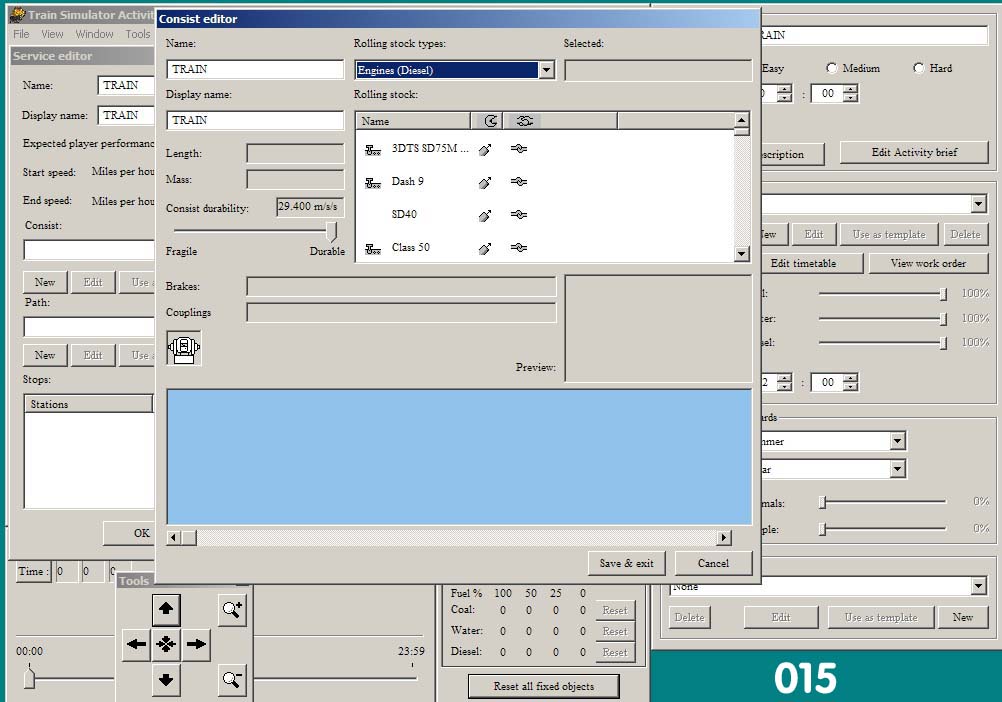 Train Simulator Activi
File View Window Tools
Service editor
Name: TRAIN
Display name: TRAIN
Expected player performanc
Start speed: Miles per hou
End speed: Miles per hou
Consist:
New Edit Use
Path:
New Edit Use
Stops:
Stations
OK
Consist editor
Name: Rolling stock types: Selected:
TRAIN Engines (Diesel)
Display name: Rolling stock:
TRAIN
Name
3DTS SD75M ...
Dash 9
SD40
Class 50
Length:
Mass:
Consist durability: 29.400 m/s/s
Fragile Durable
Brakes:
Couplings
Preview:
Save & exit Cancel
RAIN
Easy Medium Hard
0 : 00
scription Edit Activity brief
New Edit Use as template Delete
Edit timetable View work order
l: 100%
ter: 100%
sel: 100%
2 : 00
ards
mmer
ar
mals: 0%
ple: 0%
None
Delete Edit Use as template New
Time : 0 0 0
Tools
00:00 23:59
Fuel % 100 50 25 0
Coal: 0 0 0 0 Reset
Water: 0 0 0 0 Reset
Diesel: 0 0 0 0 Reset
Reset all fixed objects
015